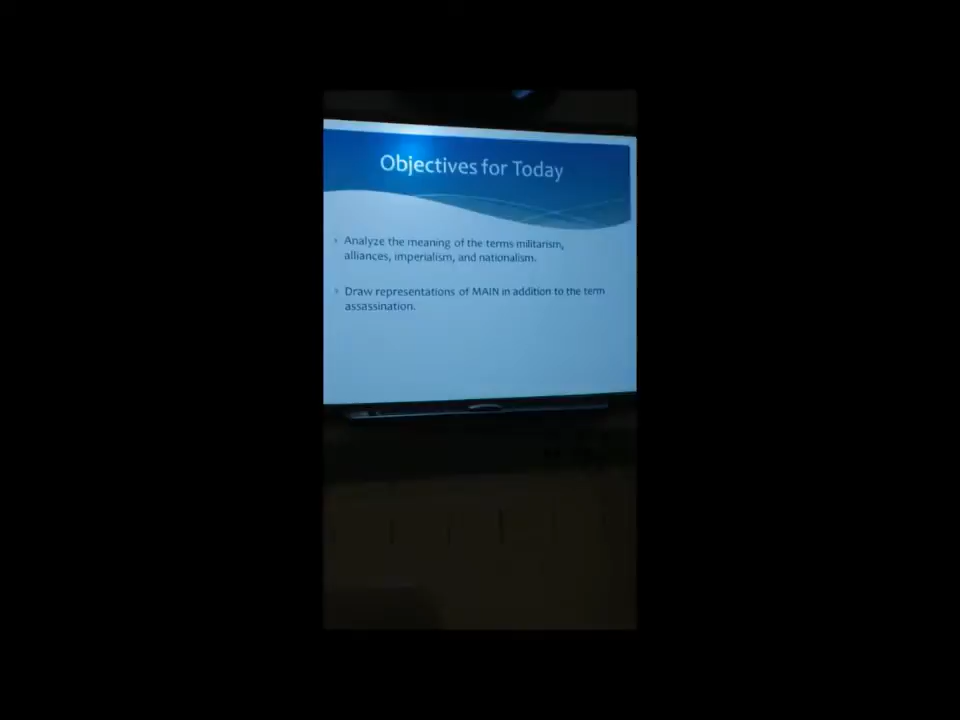 Objectives for Today
Analyze the meaning of the terms militarism,
alliances, imperialism, and nationalism.
Draw representations of MAIN in addition to the term
assassination.